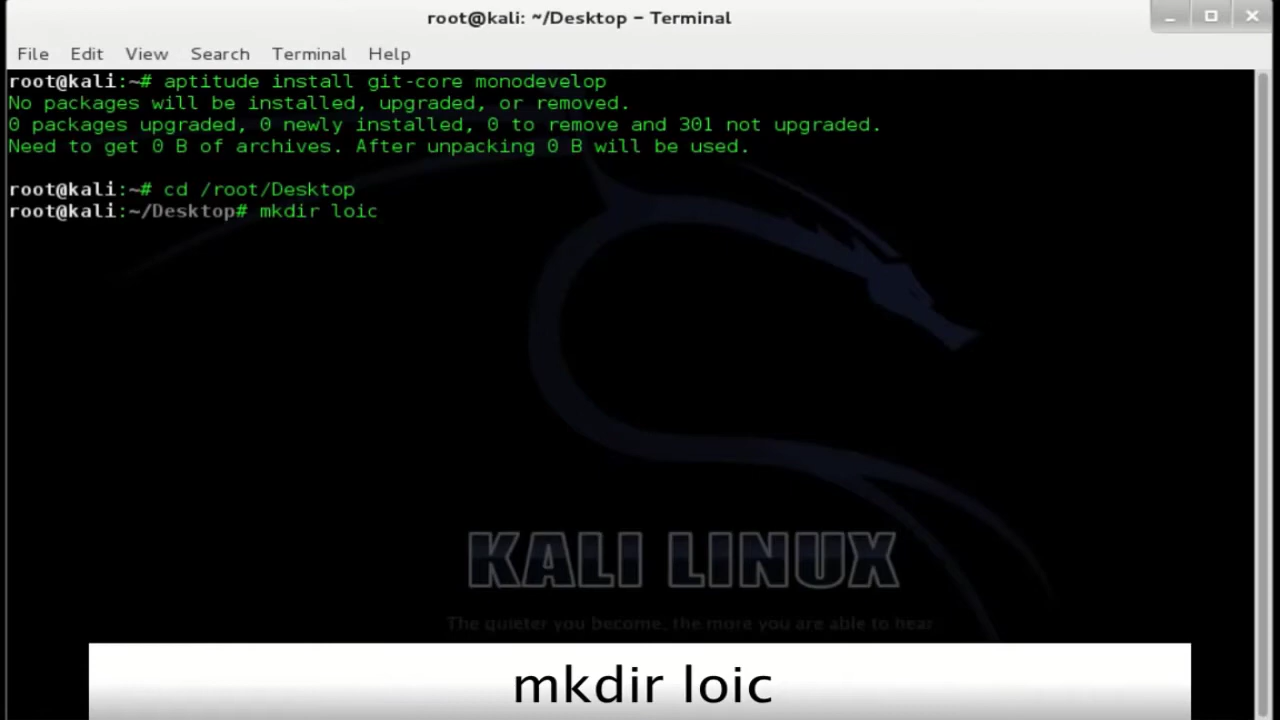 root@kali: ~/Desktop - Terminal
File Edit View Search Terminal Help
root@kali:~# aptitude install git-core monodevelop
No packages will be installed, upgraded, or removed.
0 packages upgraded, 0 newly installed, 0 to remove and 301 not upgraded.
Need to get 0 B of archives. After unpacking 0 B will be used.
root@kali:~# cd /root/Desktop
root@kali:~/Desktop# mkdir loic
KALI LINUX
The quieter you become, the more you are able to hear
mkdir loic